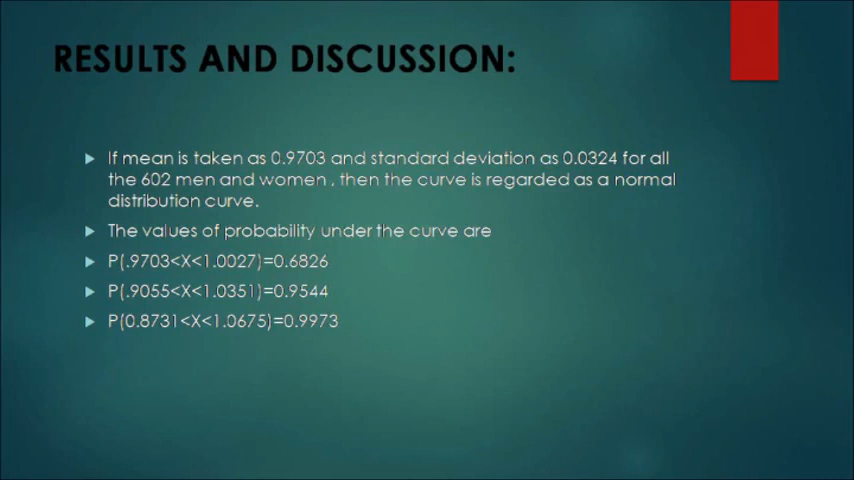 RESULTS AND DISCUSSION:
If mean is taken as 0.9703 and standard deviation as 0.0324 for all
the 602 men and women , then the curve is regarded as a normal
distribution curve.
The values of probability under the curve are
P(.9703<X<1.0027)=0.6826
P(.9055<X<1.0351)=0.9544
P(0.8731<X<1.0675)=0.9973